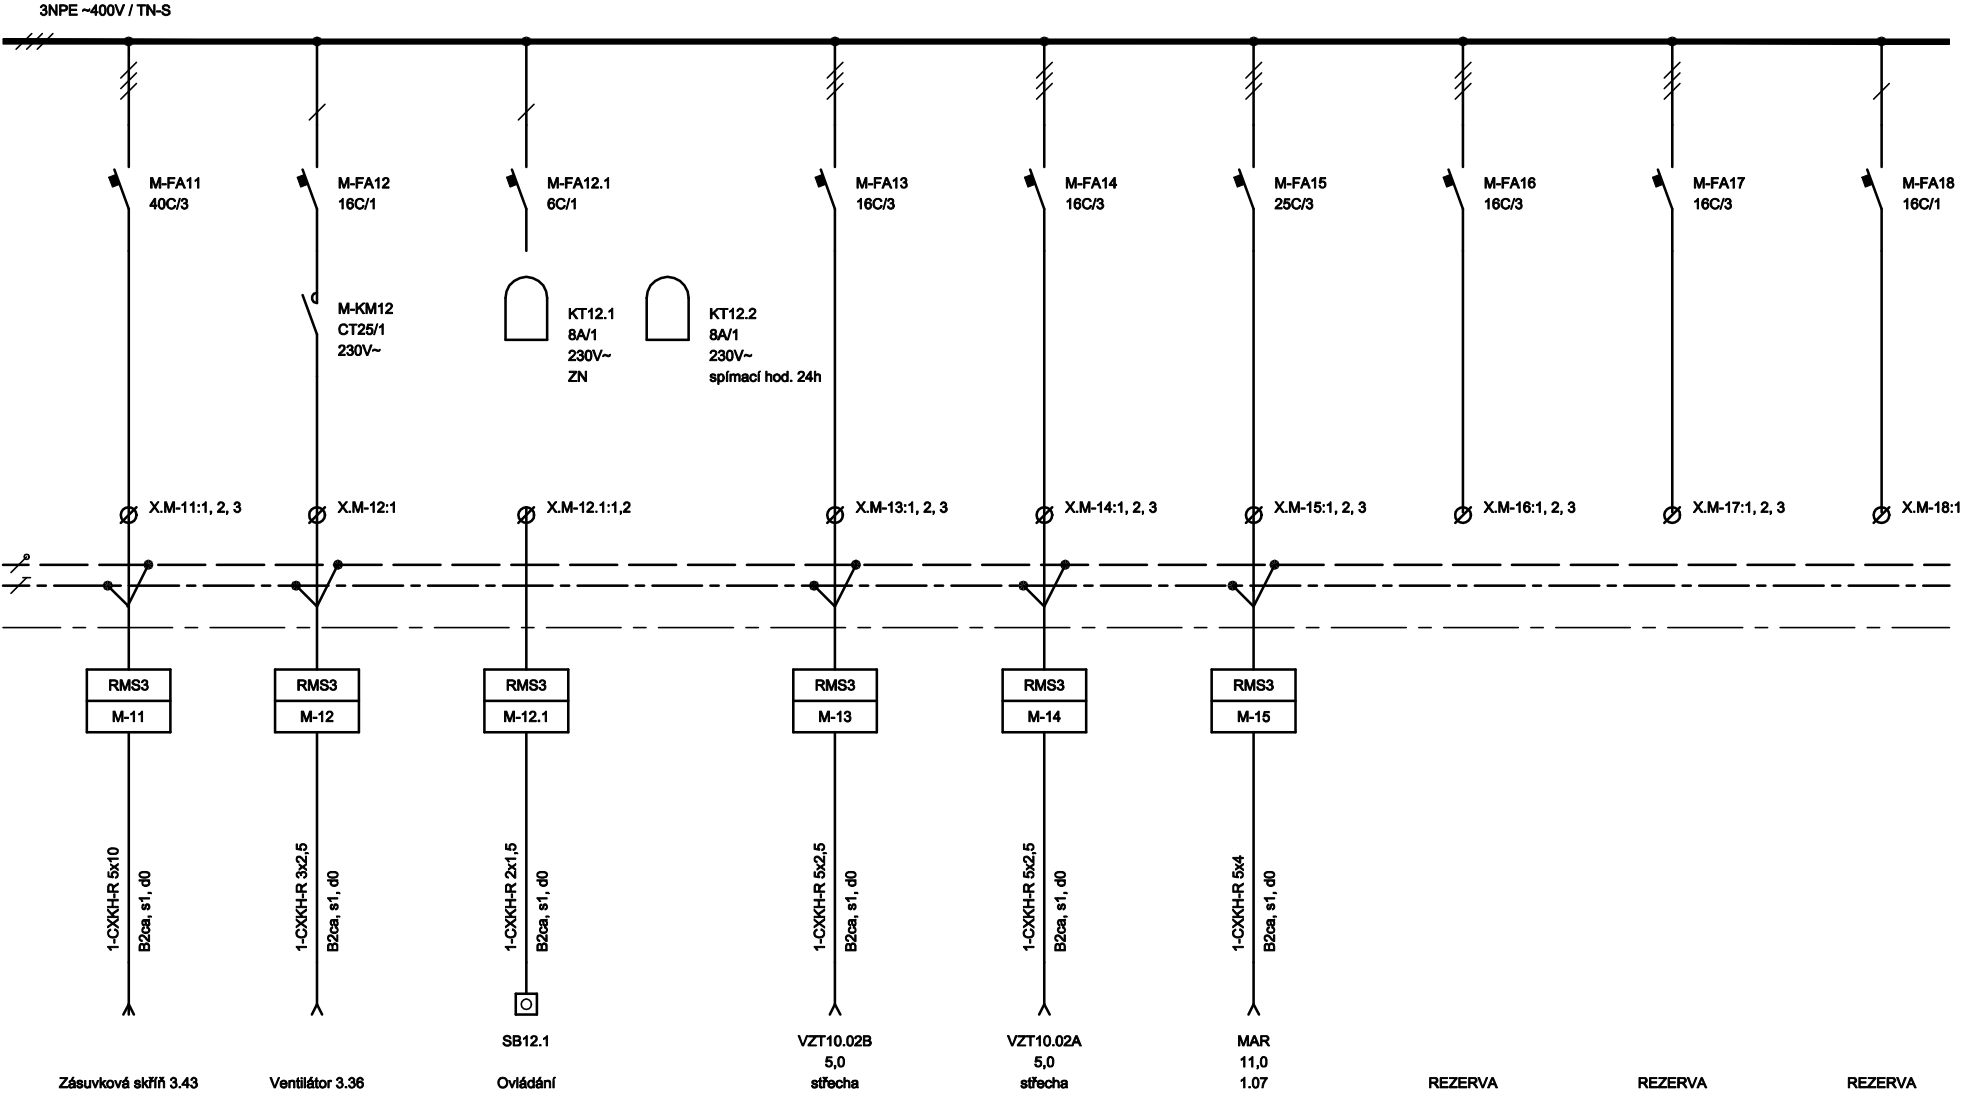 3NPE ~400V / TN-S
M-FA11
40C/3
M-FA12
16C/1
M-FA12.1
6C/1
M-FA13
16C/3
M-FA14
16C/3
M-FA15
25C/3
M-FA16
16C/3
M-FA17
16C/3
M-FA18
16C/1
M-KM12
CT25/1
230V~
KT12.1
8A/1
230V~
ZN
KT12.2
8A/1
230V~
spímací hod. 24h
X.M-11:1, 2, 3
X.M-12:1
X.M-12.1:1,2
X.M-13:1, 2, 3
X.M-14:1, 2, 3
X.M-15:1, 2, 3
X.M-16:1, 2, 3
X.M-17:1, 2, 3
X.M-18:1
RMS3
M-11
RMS3
M-12
RMS3
M-12.1
RMS3
M-13
RMS3
M-14
RMS3
M-15
1-CXKH-R 5x10
B2ca, s1, d0
1-CXKH-R 3x2,5
B2ca, s1, d0
1-CXKH-R 2x1,5
B2ca, s1, d0
1-CXKH-R 5x2,5
B2ca, s1, d0
1-CXKH-R 5x2,5
B2ca, s1, d0
1-CXKH-R 5x4
B2ca, s1, d0
Zásuvková skříň 3.43
Ventilátor 3.36
SB12.1
Ovládání
VZT10.02B
5,0
střecha
VZT10.02A
5,0
střecha
MAR
11,0
1.07
REZERVA
REZERVA
REZERVA